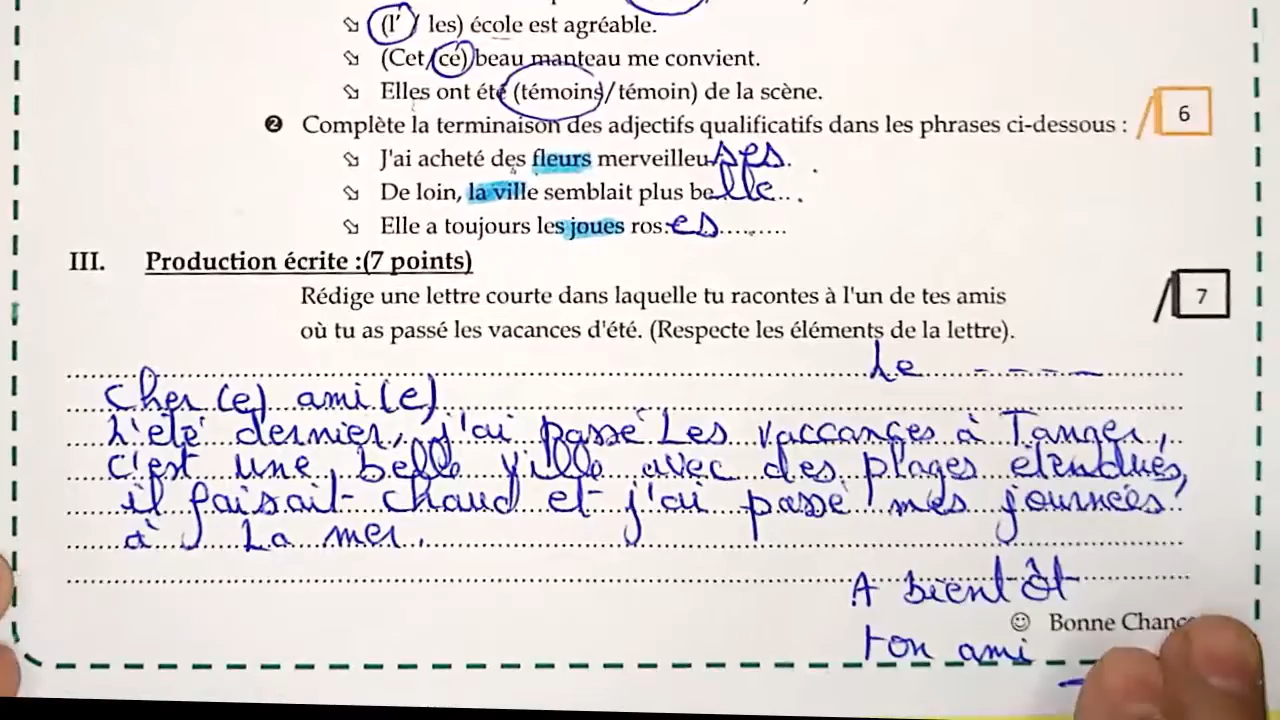 (l' / les) école est agréable.
(Cet/ce) beau manteau me convient.
Elles ont été (témoins/témoin) de la scène.
❷ Complète la terminaison des adjectifs qualificatifs dans les phrases ci-dessous :
6
J'ai acheté des fleurs merveilleuses.
De loin, la ville semblait plus belle...
Elle a toujours les joues roses.........
III. Production écrite :(7 points)
Rédige une lettre courte dans laquelle tu racontes à l'un de tes amis
7
où tu as passé les vacances d'été. (Respecte les éléments de la lettre).
Le - - - -
Cher(e) ami(e)
L'été dernier, j'ai passé Les vaccanges à Tanger,
c'est une belle ville avec des plages étendués,
il faisait chaud et j'ai passé mes journées
à La mer.
A bientôt
☺ Bonne Chanc
ton ami